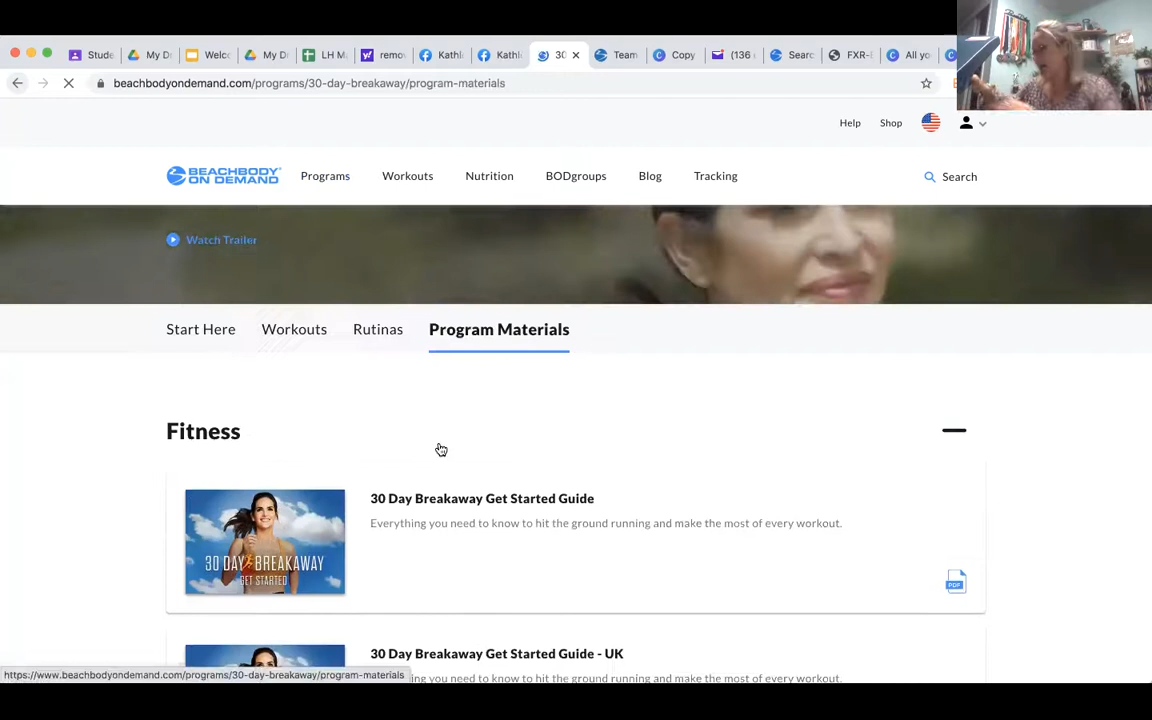 Stude My D Welc My D LH M remov Kathl Kathl 30 Team Copy (136 Searc FXR-E All yo
beachbodyondemand.com/programs/30-day-breakaway/program-materials
Help Shop
BEACHBODY
ON DEMAND
Programs Workouts Nutrition BODgroups Blog Tracking Search
Watch Trailer
Start Here Workouts Rutinas Program Materials
Fitness
30 Day Breakaway Get Started Guide
Everything you need to know to hit the ground running and make the most of every workout.
30 DAY BREAKAWAY
GET STARTED
PDF
30 Day Breakaway Get Started Guide - UK
ing you need to know to hit the ground running and make the most of every workout.
https://www.beachbodyondemand.com/programs/30-day-breakaway/program-materials